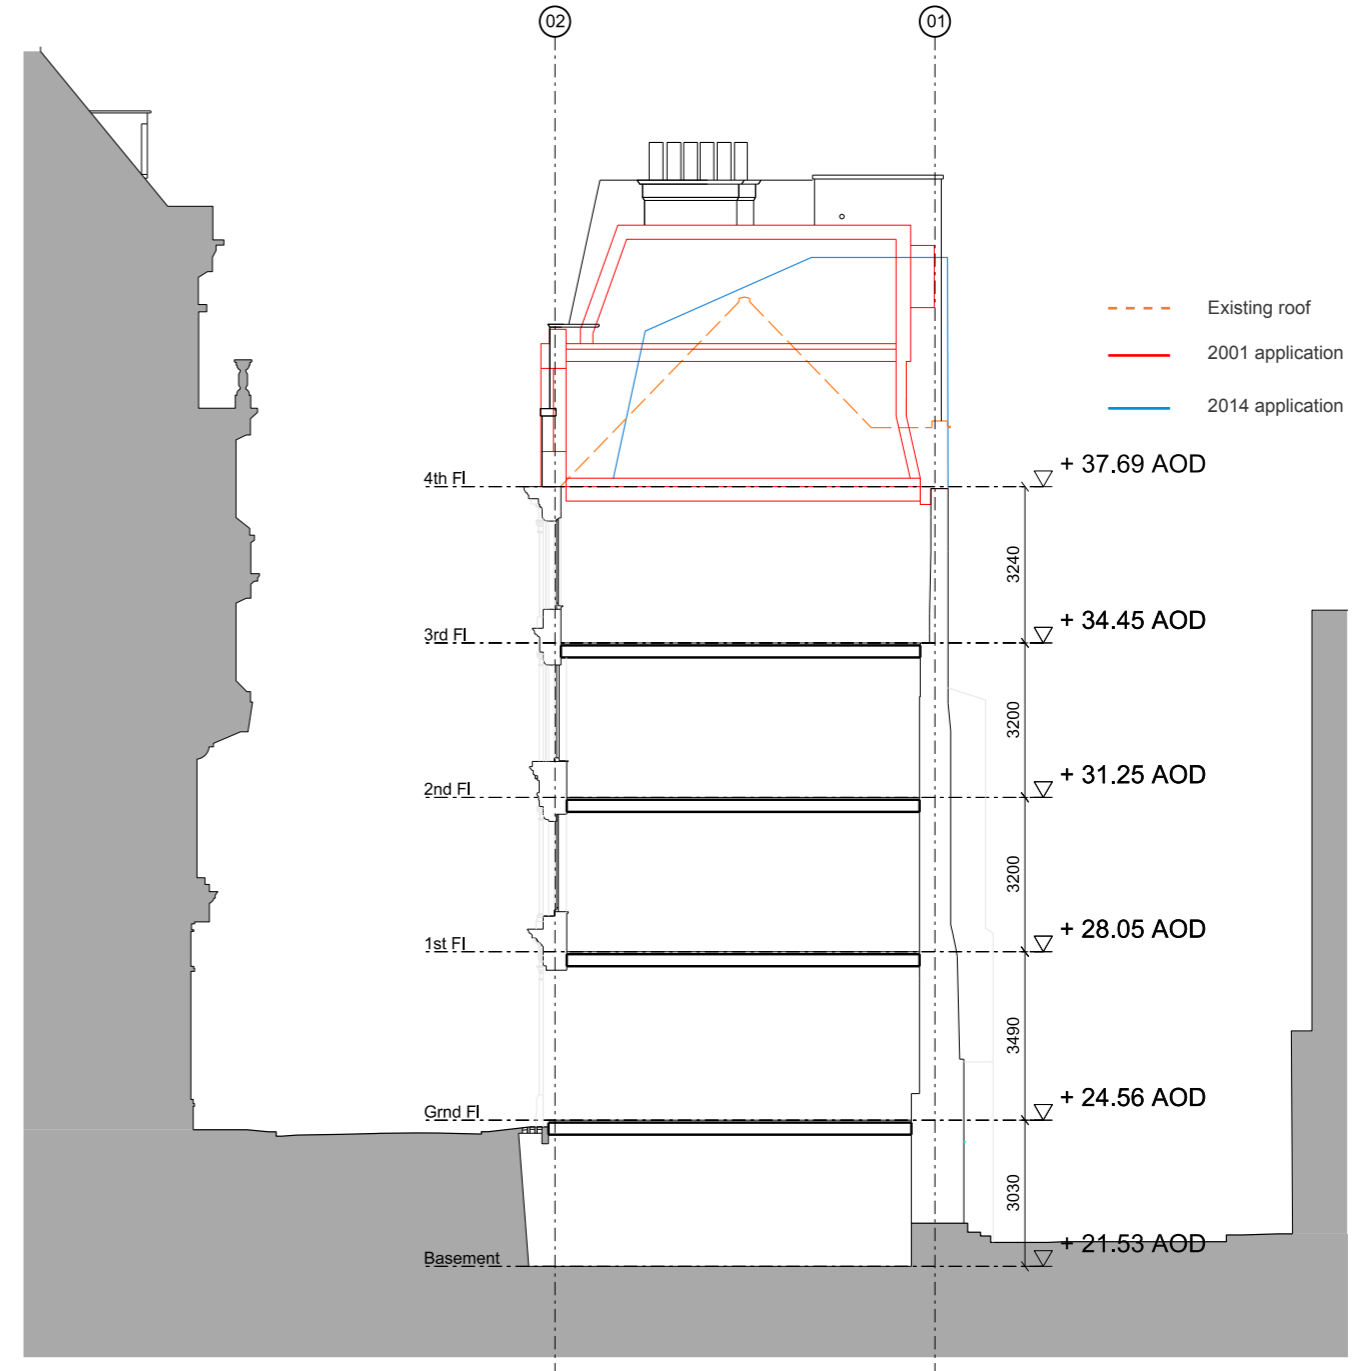 02
01
Existing roof
2001 application
2014 application
4th Fl
+ 37.69 AOD
3240
3rd Fl
+ 34.45 AOD
3200
2nd Fl
+ 31.25 AOD
3200
1st Fl
+ 28.05 AOD
3490
Grnd Fl
+ 24.56 AOD
3030
Basement
+ 21.53 AOD